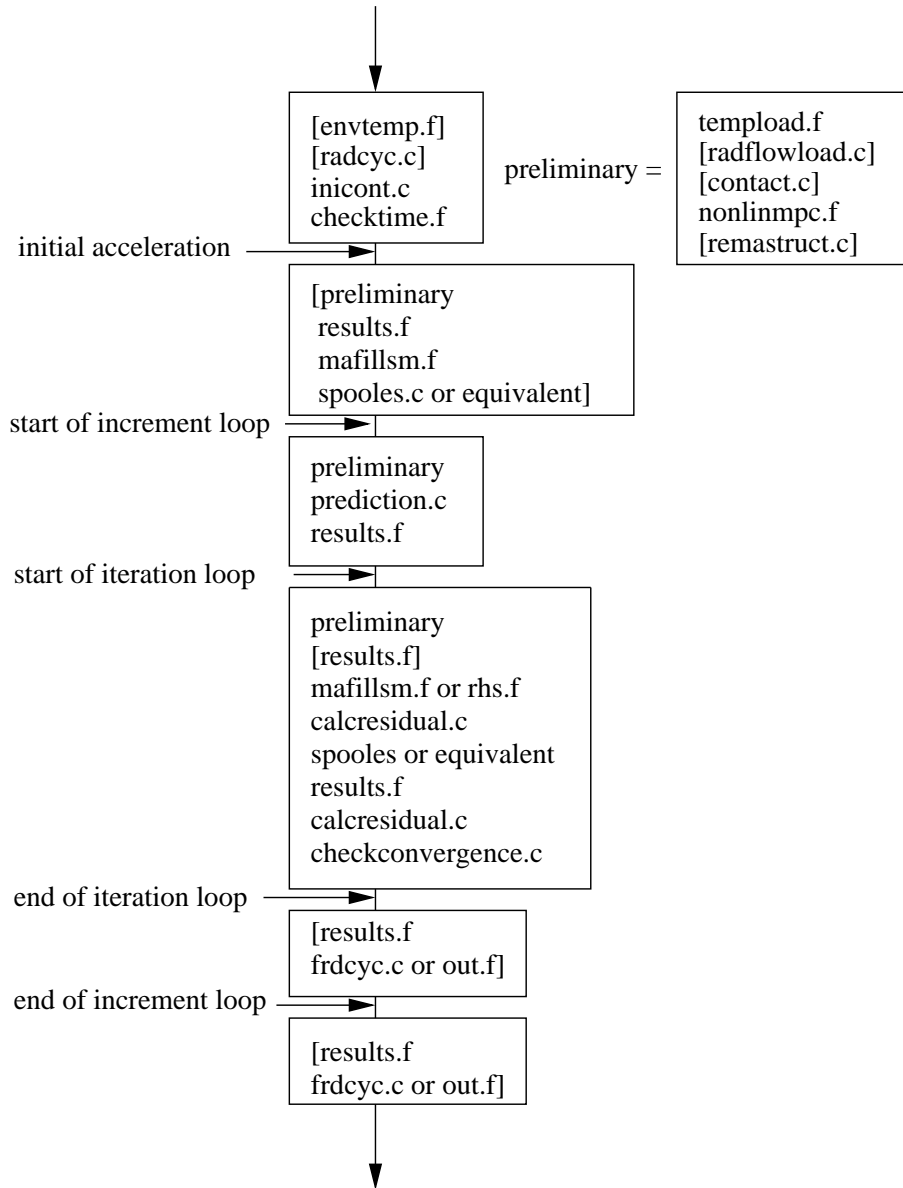 [envtemp.f]
[radcyc.c]
inicont.c
checktime.f
preliminary =
tempload.f
[radflowload.c]
[contact.c]
nonlinmpc.f
[remastruct.c]
initial acceleration
[preliminary
results.f
mafillsm.f
spooles.c or equivalent]
start of increment loop
preliminary
prediction.c
results.f
start of iteration loop
preliminary
[results.f]
mafillsm.f or rhs.f
calcresidual.c
spooles or equivalent
results.f
calcresidual.c
checkconvergence.c
end of iteration loop
[results.f
frdcyc.c or out.f]
end of increment loop
[results.f
frdcyc.c or out.f]